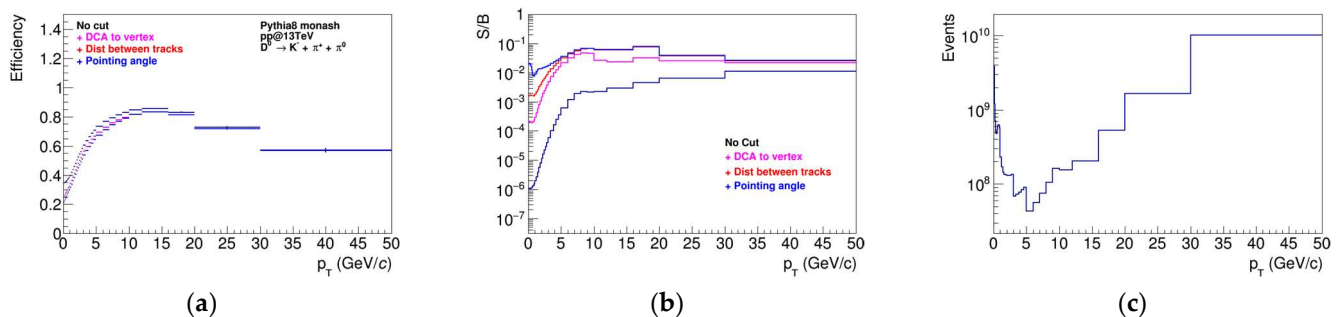 Efficiency
1.4
1.2
1
0.8
0.6
0.4
0.2
0
No cut
+ DCA to vertex
+ Dist between tracks
+ Pointing angle
Pythia8 monash
pp@13TeV
D⁰ → K⁻ + π⁺ + π⁰
0 5 10 15 20 25 30 35 40 45 50
p_T (GeV/c)
(a)
S/B
1
10⁻¹
10⁻²
10⁻³
10⁻⁴
10⁻⁵
10⁻⁶
10⁻⁷
No Cut
+ DCA to vertex
+ Dist between tracks
+ Pointing angle
0 5 10 15 20 25 30 35 40 45 50
p_T (GeV/c)
(b)
Events
10¹⁰
10⁹
10⁸
0 5 10 15 20 25 30 35 40 45 50
p_T (GeV/c)
(c)